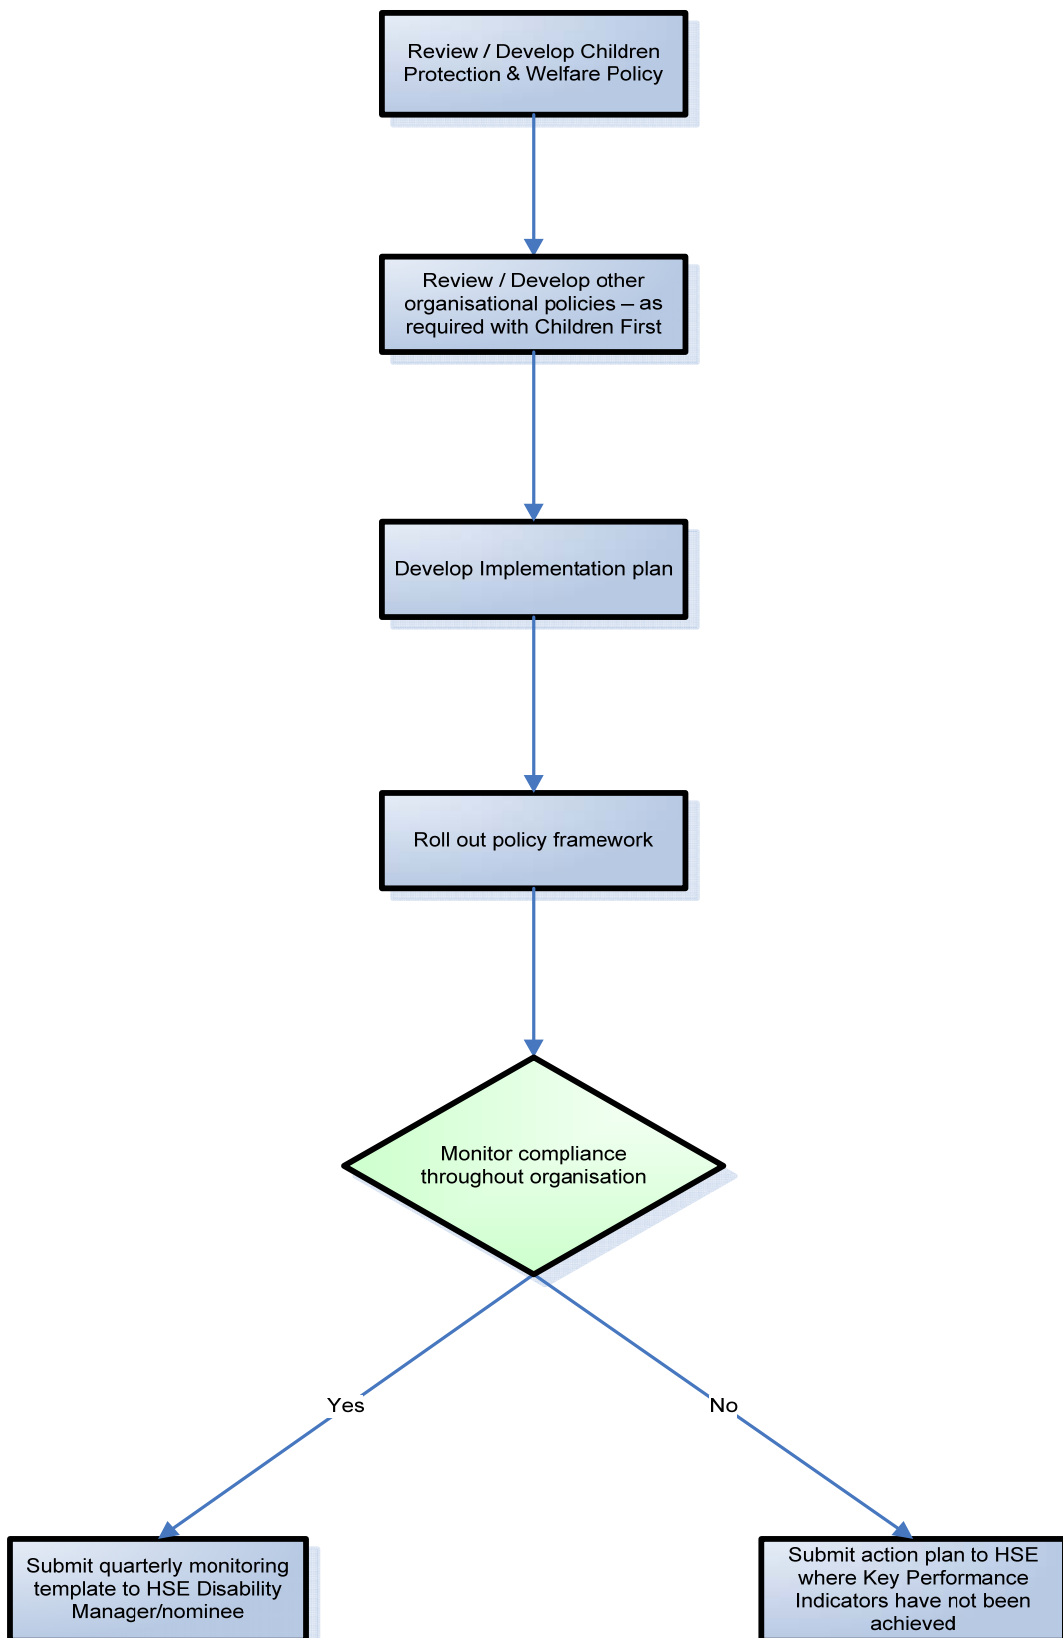 Review / Develop Children
Protection & Welfare Policy
Review / Develop other
organisational policies – as
required with Children First
Develop Implementation plan
Roll out policy framework
Monitor compliance
throughout organisation
Yes
No
Submit quarterly monitoring
template to HSE Disability
Manager/nominee
Submit action plan to HSE
where Key Performance
Indicators have not been
achieved